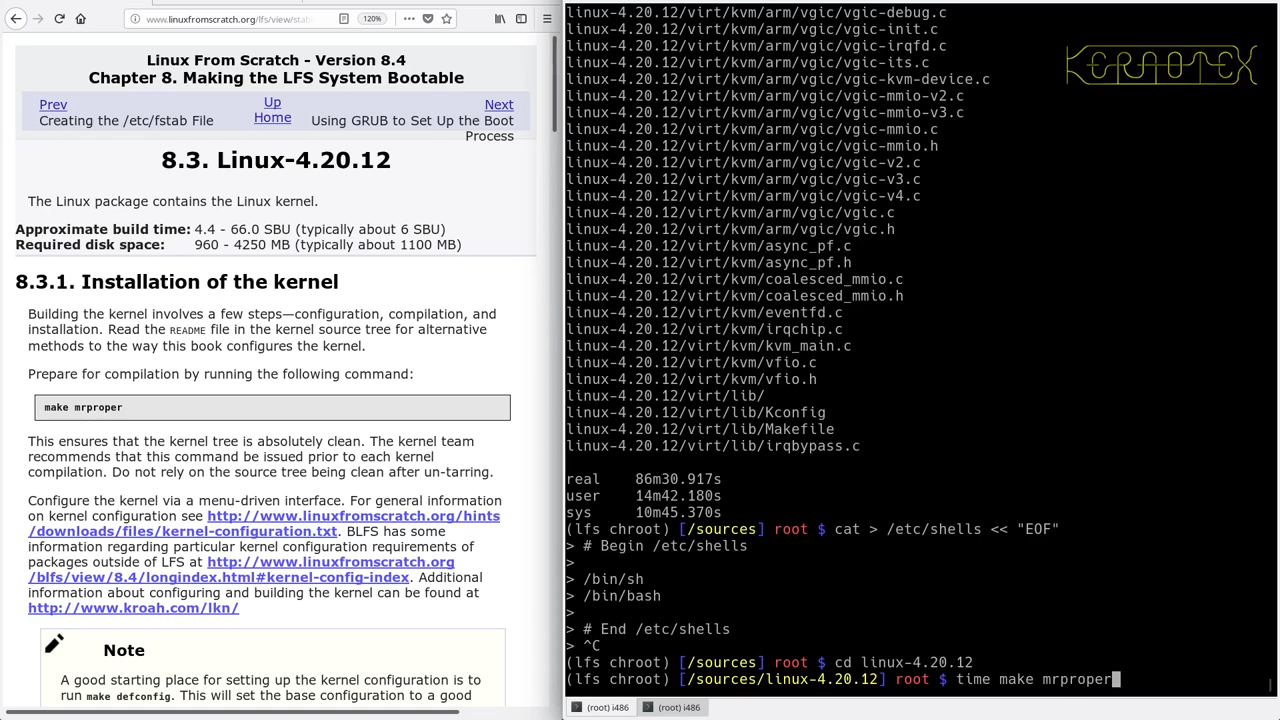 www.linuxfromscratch.org/lfs/view/stab
120%
Linux From Scratch - Version 8.4
Chapter 8. Making the LFS System Bootable
Prev
Up
Next
Creating the /etc/fstab File
Home
Using GRUB to Set Up the Boot
Process
8.3. Linux-4.20.12
The Linux package contains the Linux kernel.
Approximate build time: 4.4 - 66.0 SBU (typically about 6 SBU)
Required disk space: 960 - 4250 MB (typically about 1100 MB)
8.3.1. Installation of the kernel
Building the kernel involves a few steps—configuration, compilation, and
installation. Read the README file in the kernel source tree for alternative
methods to the way this book configures the kernel.
Prepare for compilation by running the following command:
make mrproper
This ensures that the kernel tree is absolutely clean. The kernel team
recommends that this command be issued prior to each kernel
compilation. Do not rely on the source tree being clean after un-tarring.
Configure the kernel via a menu-driven interface. For general information
on kernel configuration see http://www.linuxfromscratch.org/hints
/downloads/files/kernel-configuration.txt. BLFS has some
information regarding particular kernel configuration requirements of
packages outside of LFS at http://www.linuxfromscratch.org
/blfs/view/8.4/longindex.html#kernel-config-index. Additional
information about configuring and building the kernel can be found at
http://www.kroah.com/lkn/
Note
A good starting place for setting up the kernel configuration is to
run make defconfig. This will set the base configuration to a good
linux-4.20.12/virt/kvm/arm/vgic/vgic-debug.c
linux-4.20.12/virt/kvm/arm/vgic/vgic-init.c
linux-4.20.12/virt/kvm/arm/vgic/vgic-irqfd.c
linux-4.20.12/virt/kvm/arm/vgic/vgic-its.c
linux-4.20.12/virt/kvm/arm/vgic/vgic-kvm-device.c
linux-4.20.12/virt/kvm/arm/vgic/vgic-mmio-v2.c
linux-4.20.12/virt/kvm/arm/vgic/vgic-mmio-v3.c
linux-4.20.12/virt/kvm/arm/vgic/vgic-mmio.c
linux-4.20.12/virt/kvm/arm/vgic/vgic-mmio.h
linux-4.20.12/virt/kvm/arm/vgic/vgic-v2.c
linux-4.20.12/virt/kvm/arm/vgic/vgic-v3.c
linux-4.20.12/virt/kvm/arm/vgic/vgic-v4.c
linux-4.20.12/virt/kvm/arm/vgic/vgic.c
linux-4.20.12/virt/kvm/arm/vgic/vgic.h
linux-4.20.12/virt/kvm/async_pf.c
linux-4.20.12/virt/kvm/async_pf.h
linux-4.20.12/virt/kvm/coalesced_mmio.c
linux-4.20.12/virt/kvm/coalesced_mmio.h
linux-4.20.12/virt/kvm/eventfd.c
linux-4.20.12/virt/kvm/irqchip.c
linux-4.20.12/virt/kvm/kvm_main.c
linux-4.20.12/virt/kvm/vfio.c
linux-4.20.12/virt/kvm/vfio.h
linux-4.20.12/virt/lib/
linux-4.20.12/virt/lib/Kconfig
linux-4.20.12/virt/lib/Makefile
linux-4.20.12/virt/lib/irqbypass.c
real 86m30.917s
user 14m42.180s
sys 10m45.370s
(lfs chroot) [/sources] root $ cat > /etc/shells << "EOF"
> # Begin /etc/shells
>
> /bin/sh
> /bin/bash
>
> # End /etc/shells
> ^C
(lfs chroot) [/sources] root $ cd linux-4.20.12
(lfs chroot) [/sources/linux-4.20.12] root $ time make mrproper
(root) i486
(root) i486